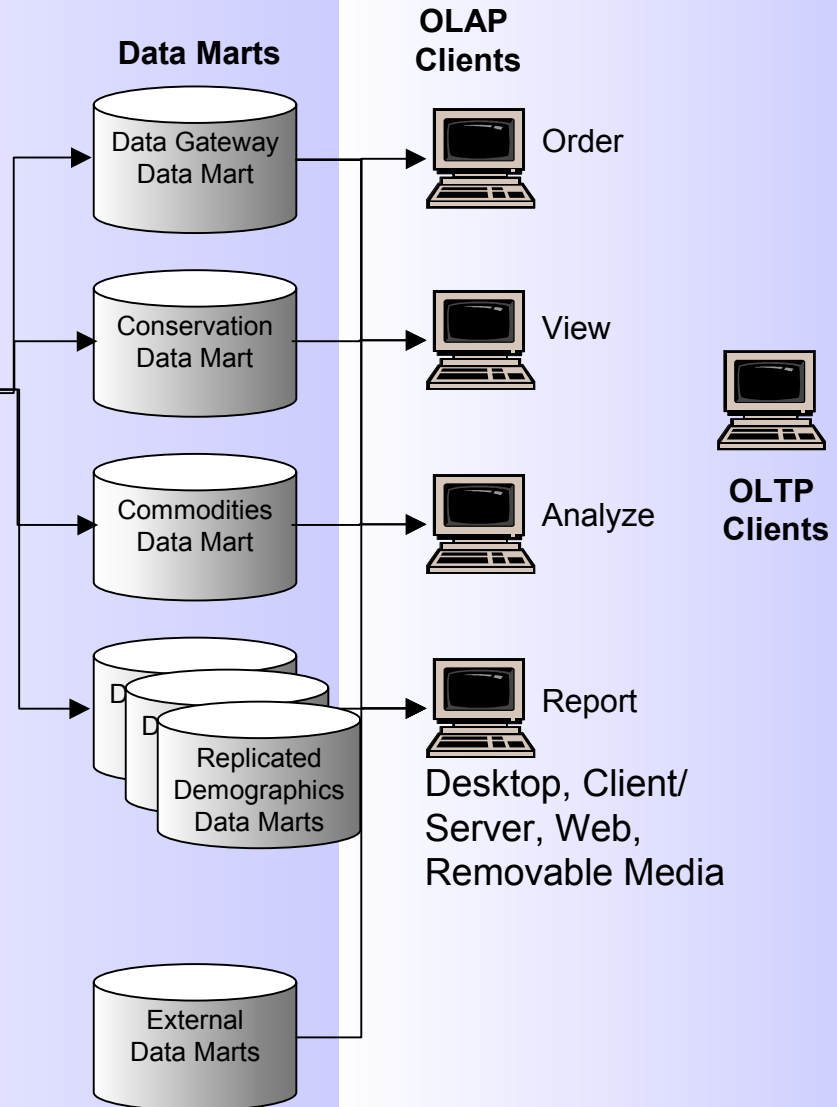 Data Marts
OLAP
Clients
Data Gateway
Data Mart
Order
Conservation
Data Mart
View
Commodities
Data Mart
Analyze
OLTP
Clients
D
D
Replicated
Demographics
Data Marts
Report
Desktop, Client/
Server, Web,
Removable Media
External
Data Marts